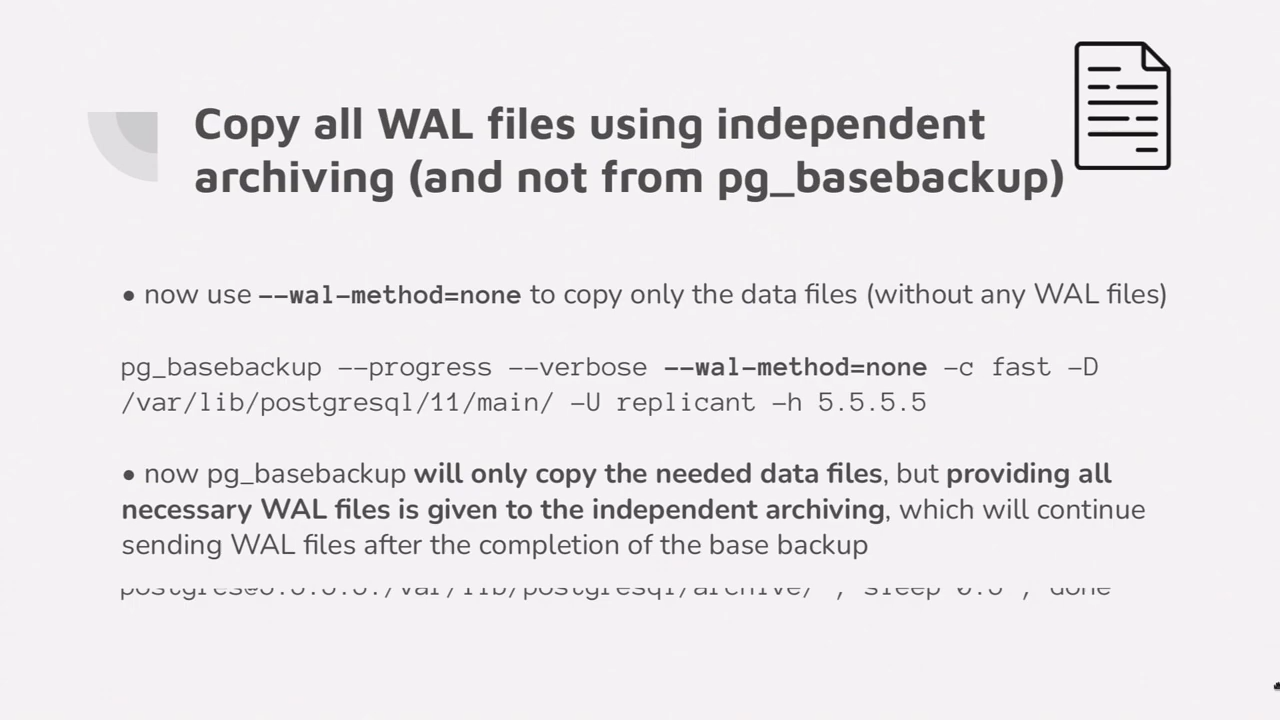 Copy all WAL files using independent
archiving (and not from pg_basebackup)
• now use --wal-method=none to copy only the data files (without any WAL files)
pg_basebackup --progress --verbose --wal-method=none -c fast -D
/var/lib/postgresql/11/main/ -U replicant -h 5.5.5.5
• now pg_basebackup will only copy the needed data files, but providing all
necessary WAL files is given to the independent archiving, which will continue
sending WAL files after the completion of the base backup